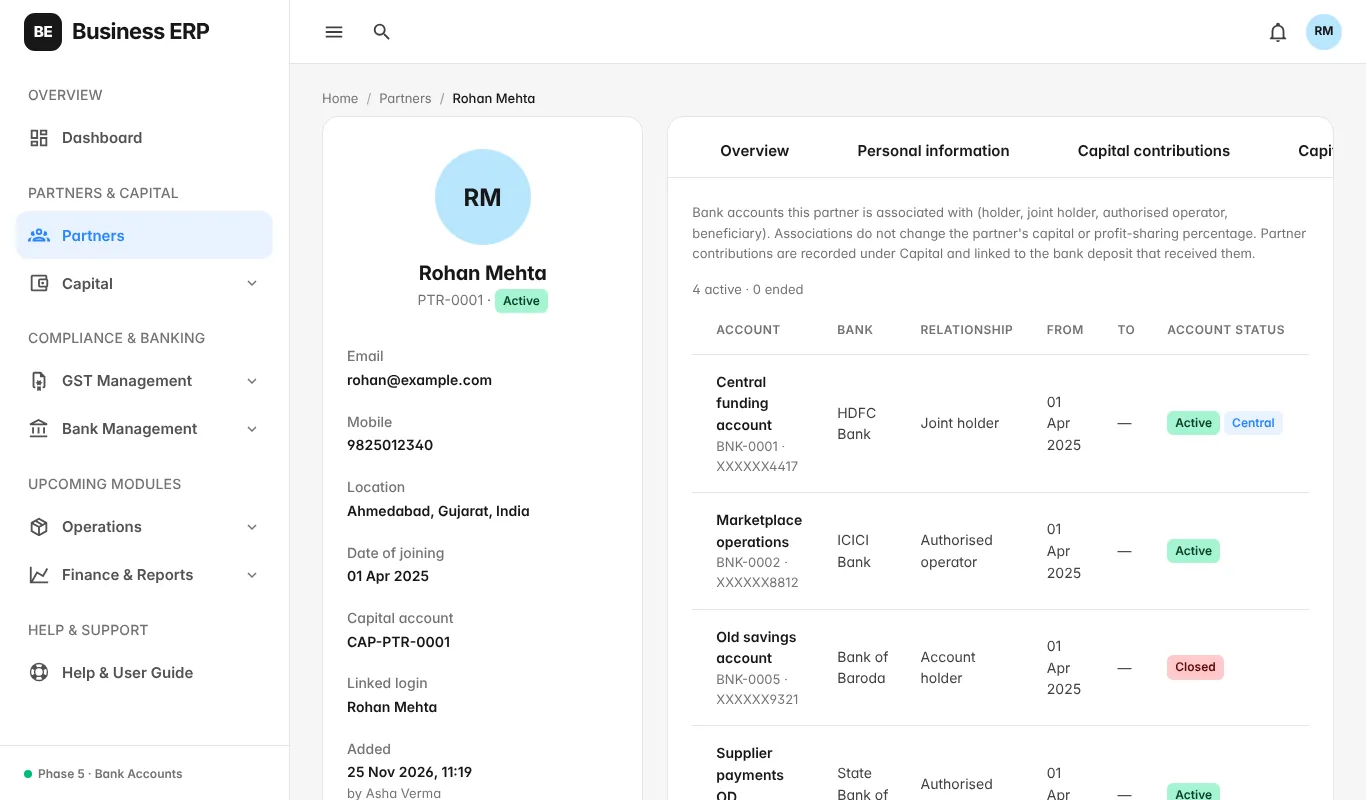 BE Business ERP
OVERVIEW
Dashboard
PARTNERS & CAPITAL
Partners
Capital
COMPLIANCE & BANKING
GST Management
Bank Management
UPCOMING MODULES
Operations
Finance & Reports
HELP & SUPPORT
Help & User Guide
Phase 5 · Bank Accounts
RM
Home / Partners / Rohan Mehta
RM
Rohan Mehta
PTR-0001 · Active
Email
rohan@example.com
Mobile
9825012340
Location
Ahmedabad, Gujarat, India
Date of joining
01 Apr 2025
Capital account
CAP-PTR-0001
Linked login
Rohan Mehta
Added
25 Nov 2026, 11:19
by Asha Verma
Overview Personal information Capital contributions
Bank accounts this partner is associated with (holder, joint holder, authorised operator,
beneficiary). Associations do not change the partner's capital or profit-sharing percentage. Partner
contributions are recorded under Capital and linked to the bank deposit that received them.
4 active · 0 ended
ACCOUNT BANK RELATIONSHIP FROM TO ACCOUNT STATUS
Central
funding
account
BNK-0001 ·
XXXXXX4417
HDFC
Bank
Joint holder
01
Apr
2025
—
Active Central
Marketplace
operations
BNK-0002 ·
XXXXXX8812
ICICI
Bank
Authorised
operator
01
Apr
2025
—
Active
Old savings
account
BNK-0005 ·
XXXXXX9321
Bank of
Baroda
Account
holder
01
Apr
2025
—
Closed
Supplier
payments
OD
State
Bank of
Authorised
01
Apr
—
Active